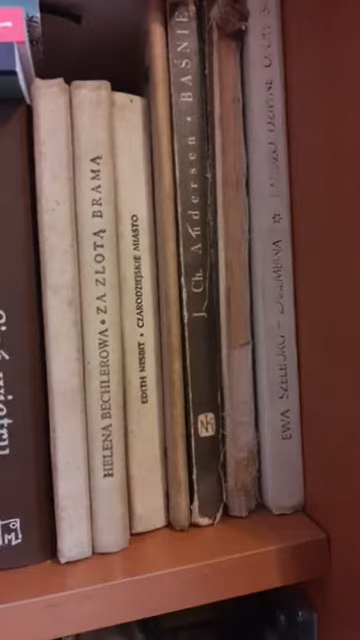 HELENA BECHLEROWA • ZA ZŁOTĄ BRAMĄ
EDITH NESBIT • CZARODZIEJSKIE MIASTO
J. Ch. Andersen • BAŚNIE
EWA SZELBURG - ZAREMBINA *